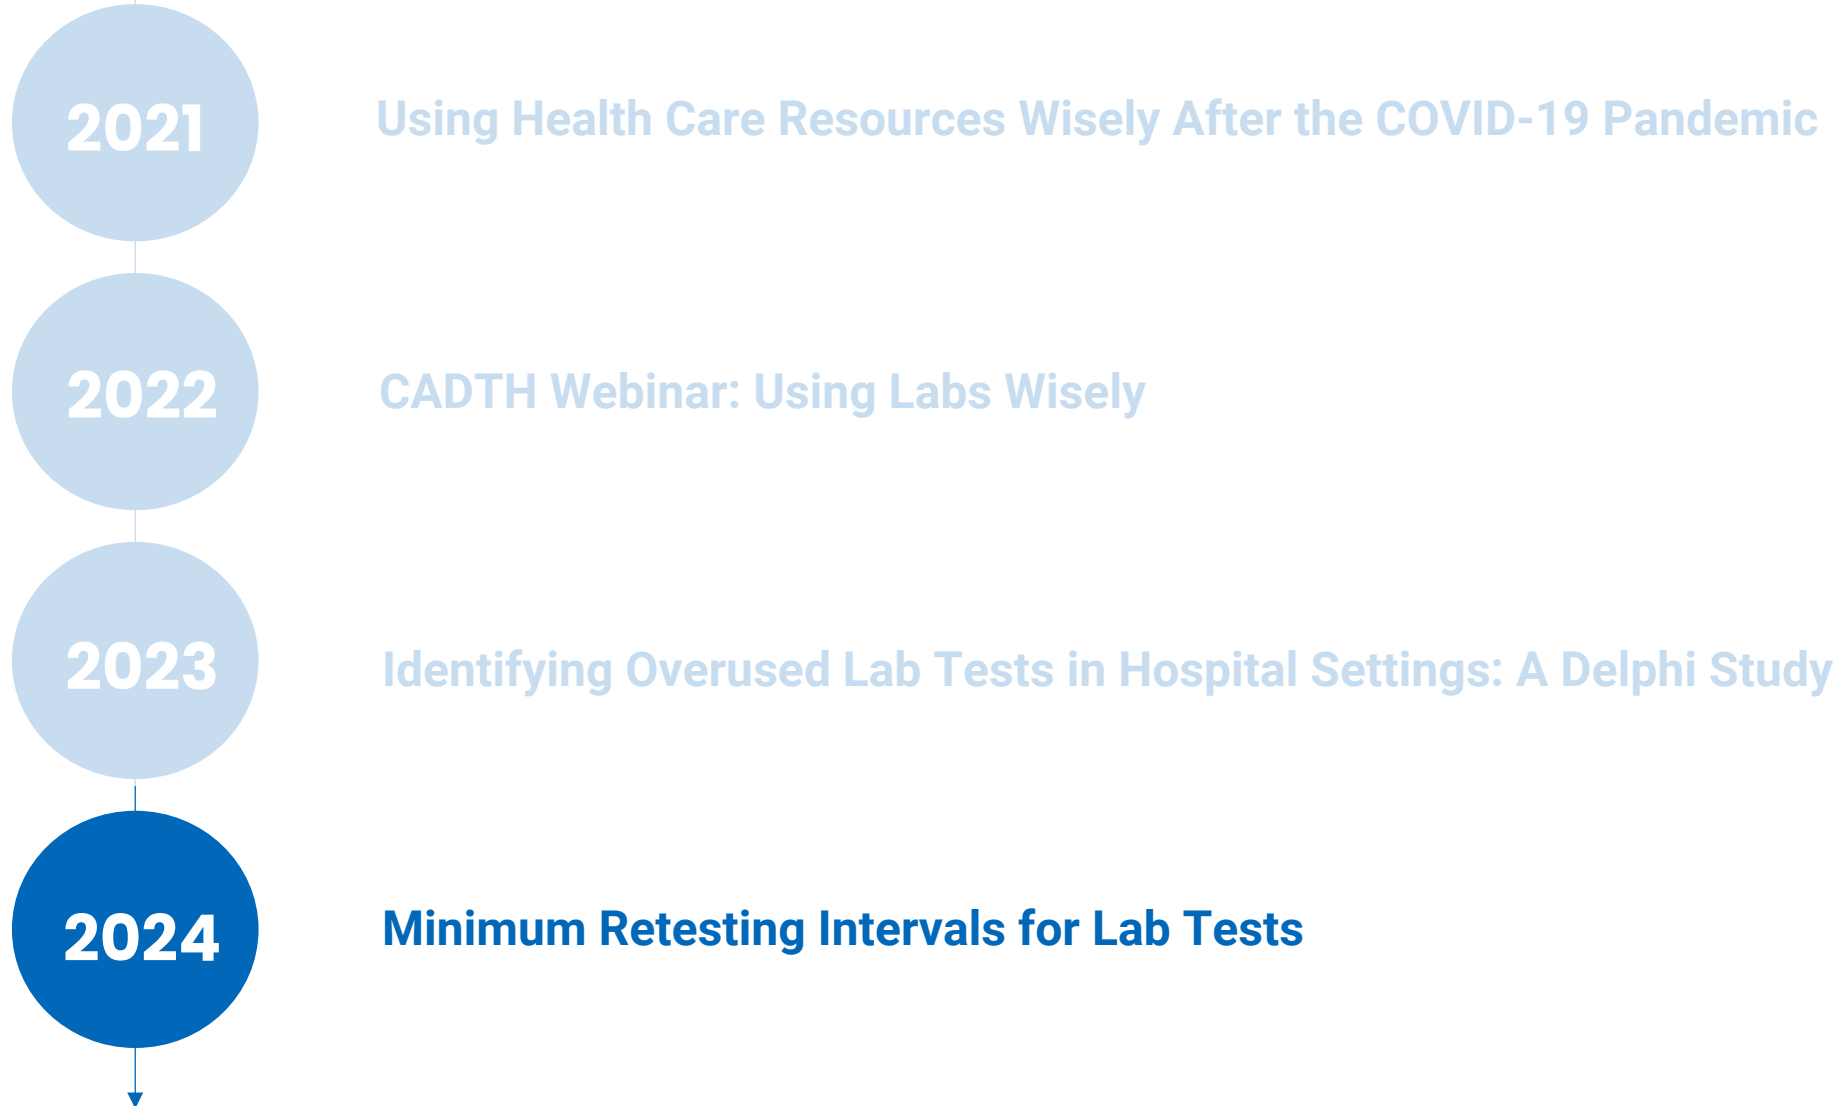 2021
Using Health Care Resources Wisely After the COVID-19 Pandemic
2022
CADTH Webinar: Using Labs Wisely
2023
Identifying Overused Lab Tests in Hospital Settings: A Delphi Study
2024
Minimum Retesting Intervals for Lab Tests